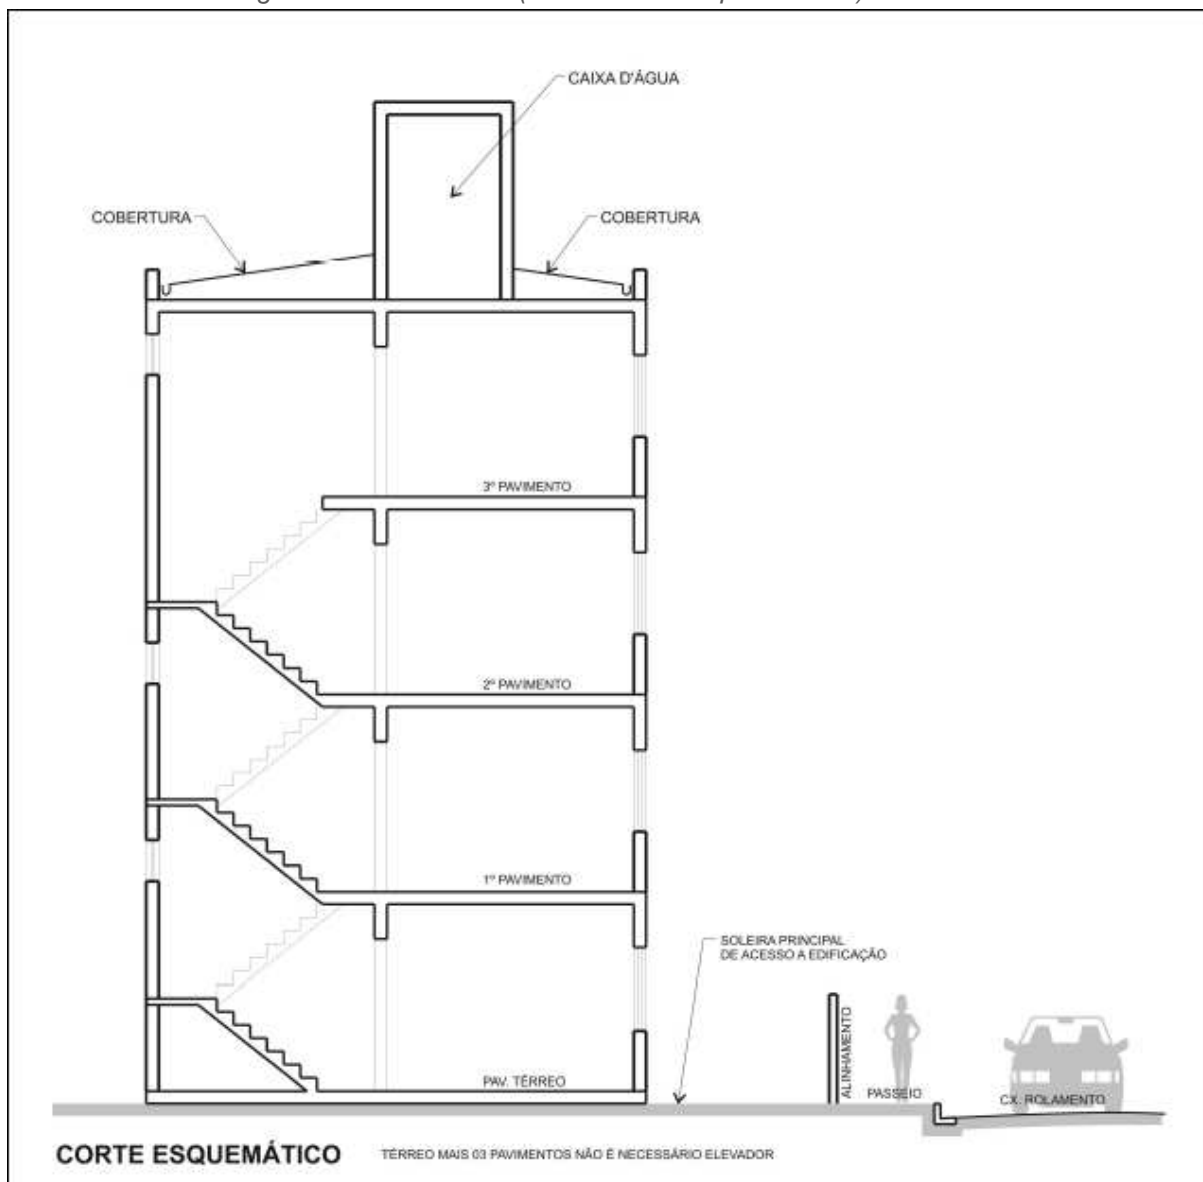 CAIXA D'ÁGUA
COBERTURA
COBERTURA
3º PAVIMENTO
2º PAVIMENTO
1º PAVIMENTO
SOLEIRA PRINCIPAL
DE ACESSO A EDIFICAÇÃO
ALINHAMENTO
PAV. TÉRREO
PASSEIO
CX. ROLAMENTO
CORTE ESQUEMÁTICO
TÉRREO MAIS 03 PAVIMENTOS NÃO É NECESSÁRIO ELEVADOR